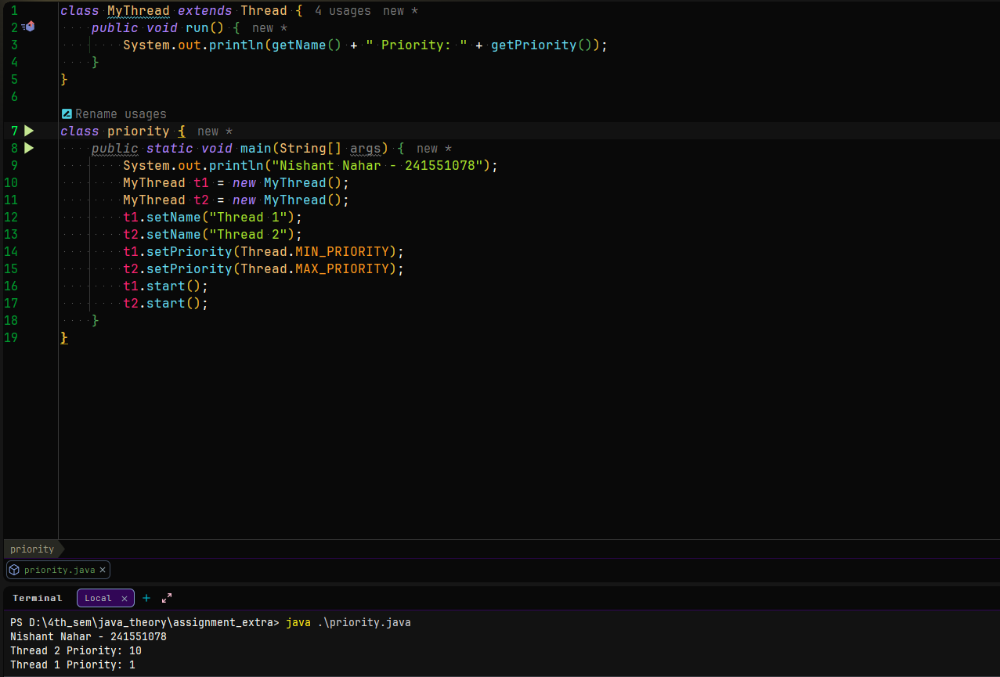 1 class MyThread extends Thread { 4 usages new *
2 public void run() { new *
3 System.out.println(getName() + " Priority: " + getPriority());
4 }
5 }
6
Rename usages
7 class priority { new *
8 public static void main(String[] args) { new *
9 System.out.println("Nishant Nahar - 241551078");
10 MyThread t1 = new MyThread();
11 MyThread t2 = new MyThread();
12 t1.setName("Thread 1");
13 t2.setName("Thread 2");
14 t1.setPriority(Thread.MIN_PRIORITY);
15 t2.setPriority(Thread.MAX_PRIORITY);
16 t1.start();
17 t2.start();
18 }
19 }
priority
priority.java ×
Terminal Local × +
PS D:\4th_sem\java_theory\assignment_extra> java .\priority.java
Nishant Nahar - 241551078
Thread 2 Priority: 10
Thread 1 Priority: 1